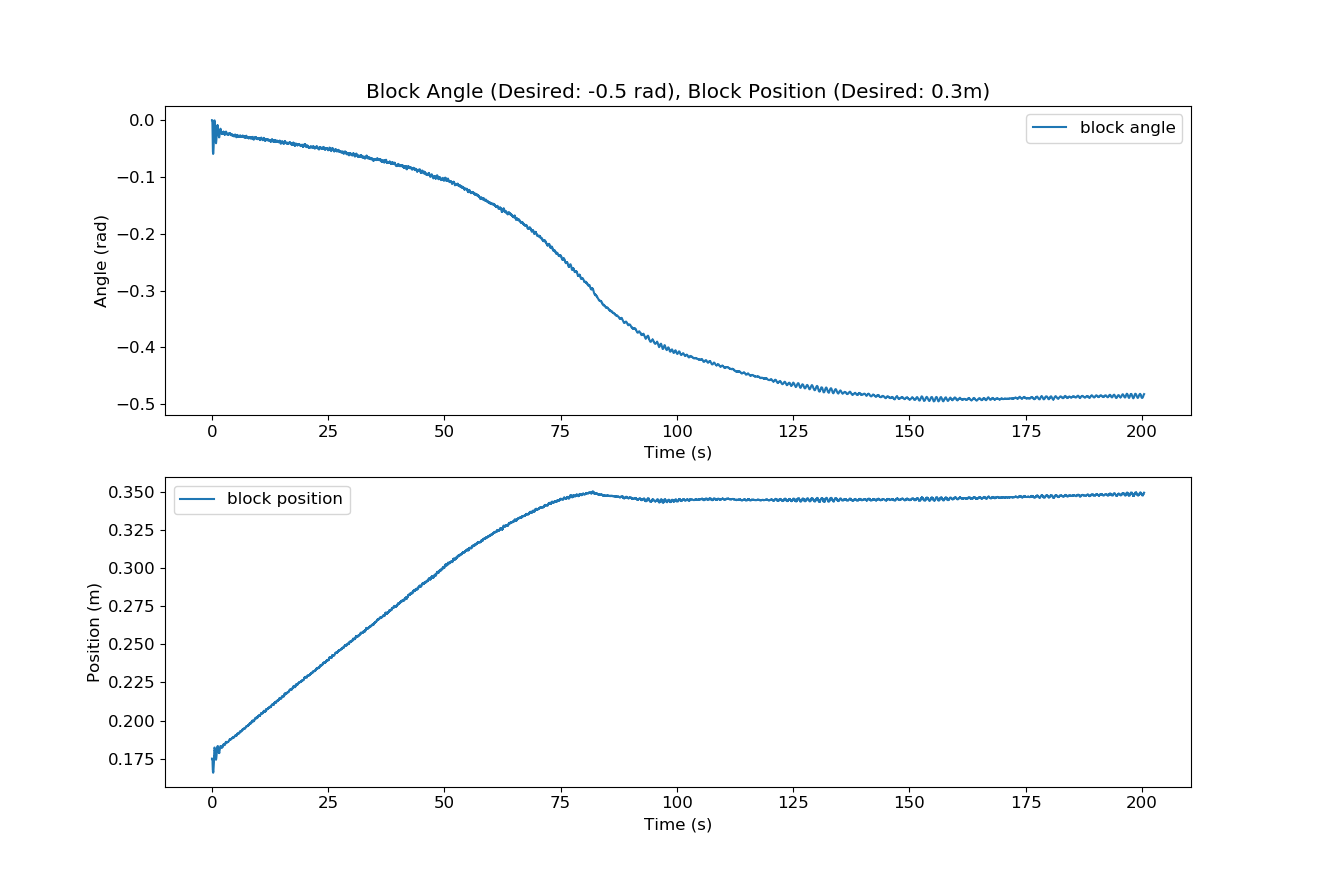 Block Angle (Desired: -0.5 rad), Block Position (Desired: 0.3m)
block angle
Angle (rad)
0.0
−0.1
−0.2
−0.3
−0.4
−0.5
0 25 50 75 100 125 150 175 200
Time (s)
block position
Position (m)
0.350
0.325
0.300
0.275
0.250
0.225
0.200
0.175
0 25 50 75 100 125 150 175 200
Time (s)